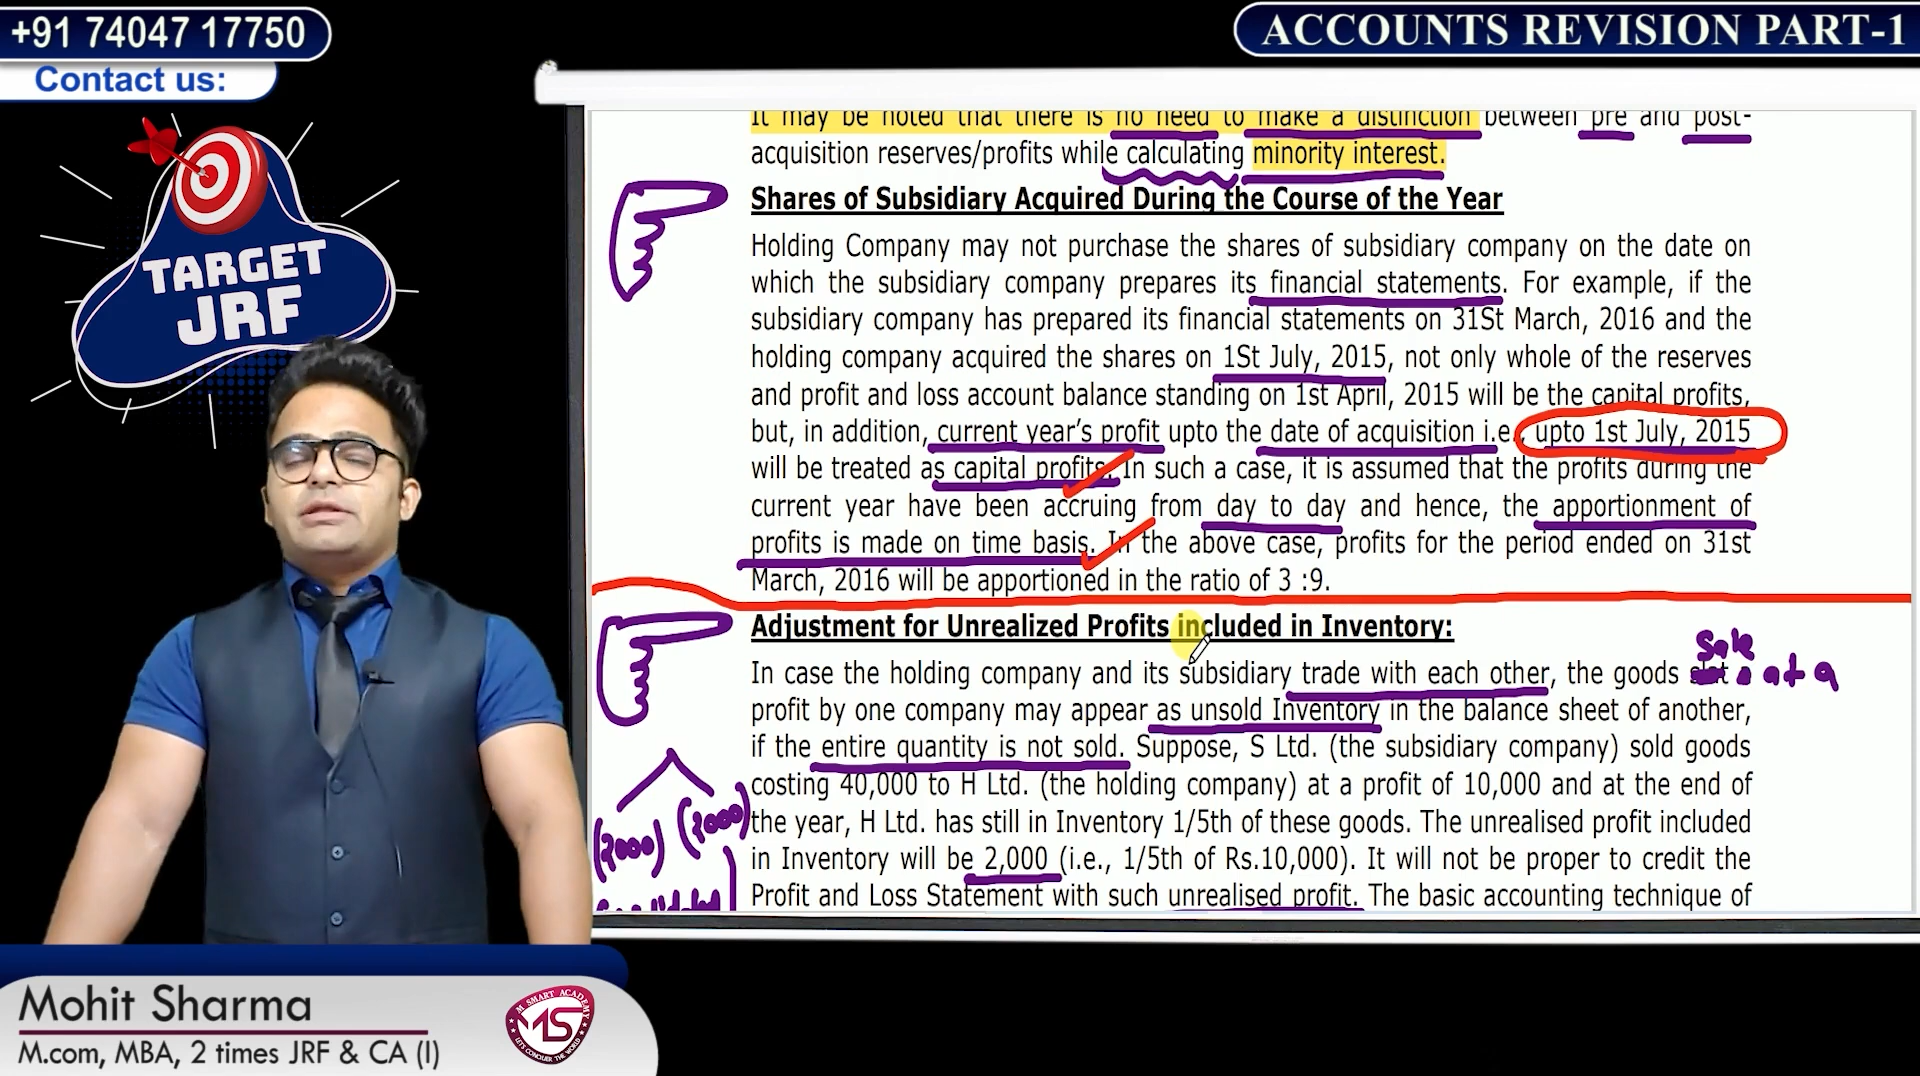 +91 74047 17750
Contact us:
ACCOUNTS REVISION PART-1
TARGET
JRF
It may be noted that there is no need to make a distinction between pre and post-
acquisition reserves/profits while calculating minority interest.
Shares of Subsidiary Acquired During the Course of the Year
Holding Company may not purchase the shares of subsidiary company on the date on
which the subsidiary company prepares its financial statements. For example, if the
subsidiary company has prepared its financial statements on 31St March, 2016 and the
holding company acquired the shares on 1St July, 2015, not only whole of the reserves
and profit and loss account balance standing on 1st April, 2015 will be the capital profits,
but, in addition, current year's profit upto the date of acquisition i.e., upto 1st July, 2015
will be treated as capital profits. In such a case, it is assumed that the profits during the
current year have been accruing from day to day and hence, the apportionment of
profits is made on time basis. In the above case, profits for the period ended on 31st
March, 2016 will be apportioned in the ratio of 3 :9.
Adjustment for Unrealized Profits included in Inventory:
Sale
In case the holding company and its subsidiary trade with each other, the goods at a
profit by one company may appear as unsold Inventory in the balance sheet of another,
if the entire quantity is not sold. Suppose, S Ltd. (the subsidiary company) sold goods
costing 40,000 to H Ltd. (the holding company) at a profit of 10,000 and at the end of
the year, H Ltd. has still in Inventory 1/5th of these goods. The unrealised profit included
in Inventory will be 2,000 (i.e., 1/5th of Rs.10,000). It will not be proper to credit the
Profit and Loss Statement with such unrealised profit. The basic accounting technique of
(2000) (2000)
Mohit Sharma
M.com, MBA, 2 times JRF & CA (I)
M SMART ACADEMY
MS
LETS CONQUER THE WORLD